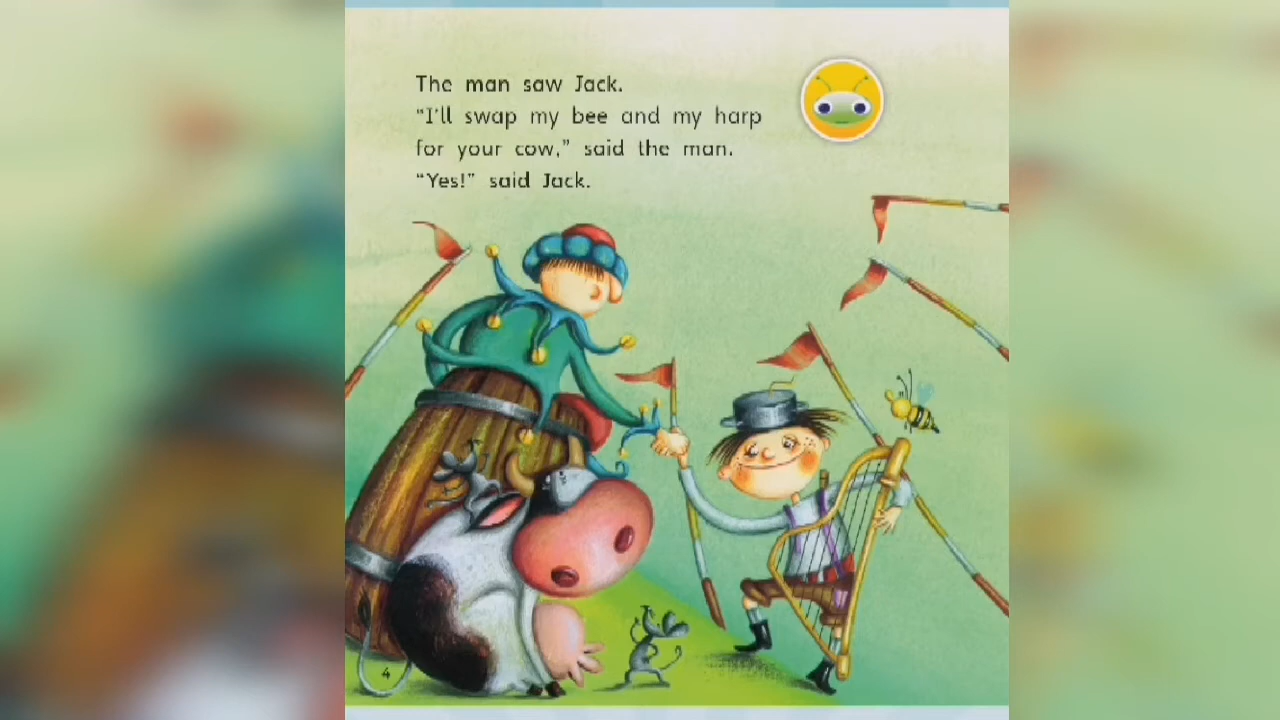 The man saw Jack.
“I’ll swap my bee and my harp
for your cow,” said the man.
“Yes!” said Jack.
4